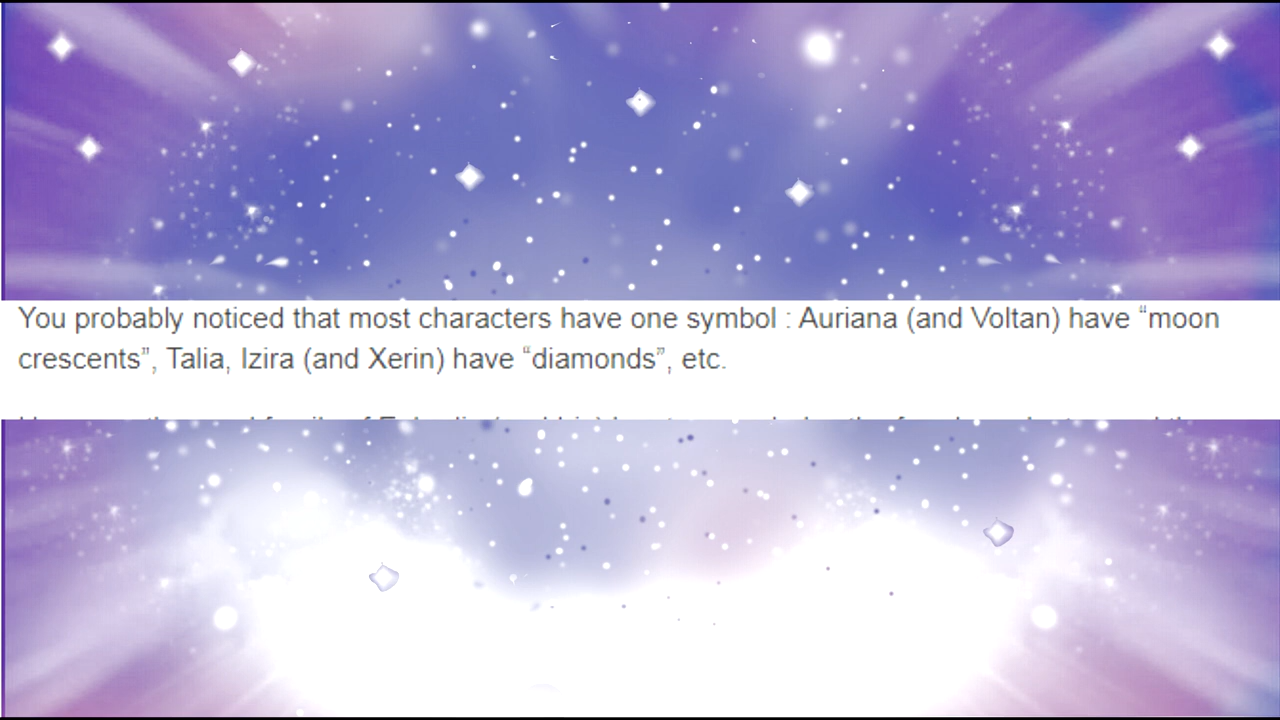 You probably noticed that most characters have one symbol : Auriana (and Voltan) have “moon
crescents”, Talia, Izira (and Xerin) have “diamonds”, etc.